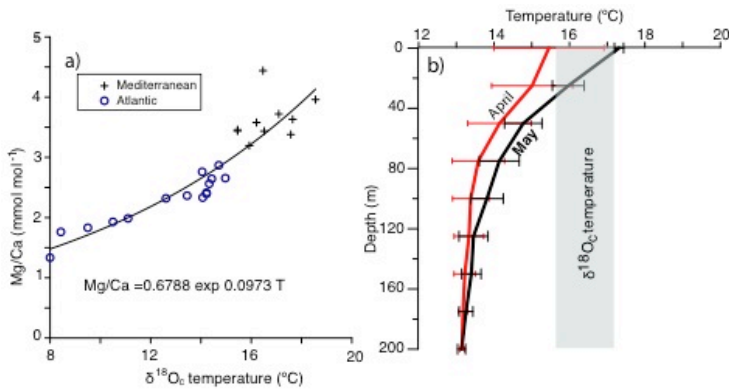 a)
+ Mediterranean
o Atlantic
Mg/Ca =0.6788 exp 0.0973 T
Mg/Ca (mmol mol⁻¹)
5
4
3
2
1
0
8 12 16 20
δ¹⁸O꜀ temperature (°C)
Temperature (°C)
12 14 16 18 20
b)
April
May
δ¹⁸O꜀ temperature
Depth (m)
0
40
80
120
160
200